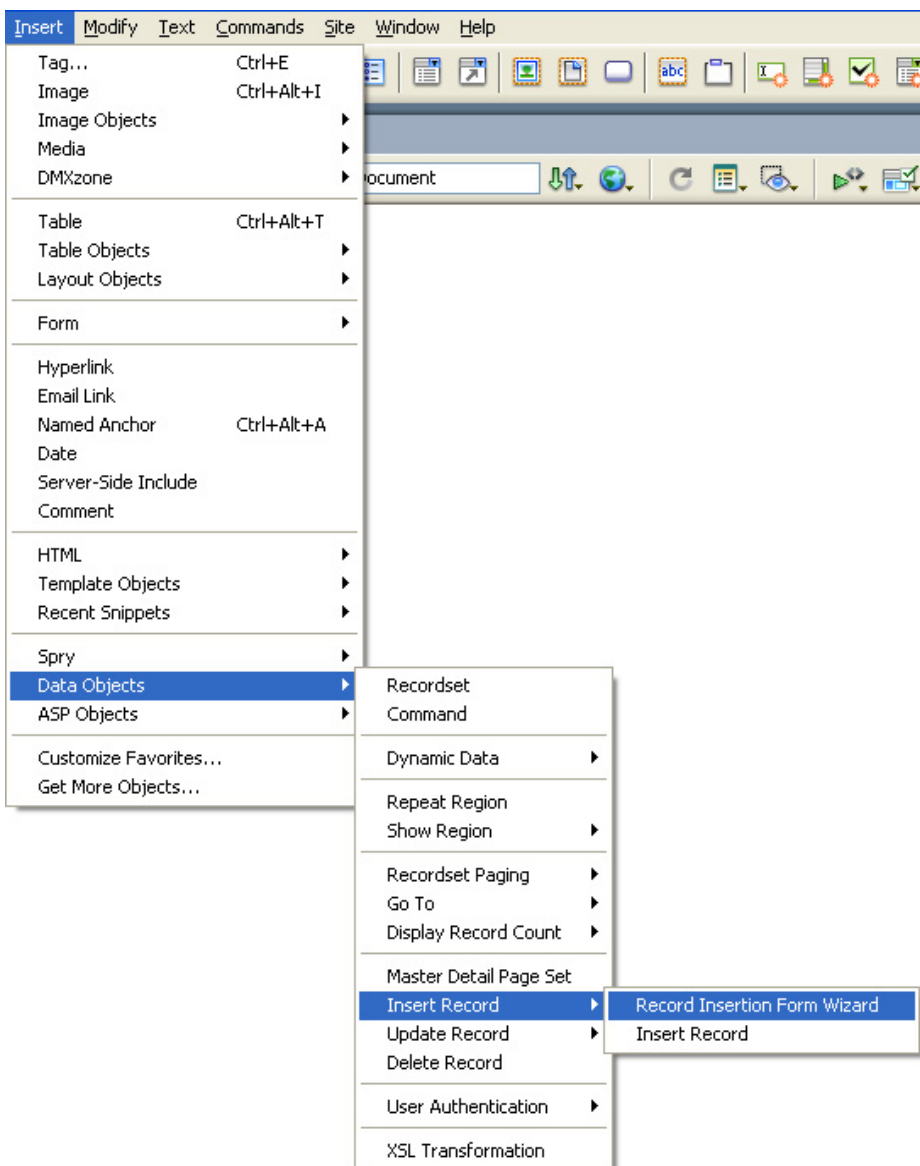 Insert Modify Text Commands Site Window Help
Tag... Ctrl+E
Image Ctrl+Alt+I
Image Objects
Media
DMXzone
Table Ctrl+Alt+T
Table Objects
Layout Objects
Form
Hyperlink
Email Link
Named Anchor Ctrl+Alt+A
Date
Server-Side Include
Comment
HTML
Template Objects
Recent Snippets
Spry
Data Objects
ASP Objects
Customize Favorites...
Get More Objects...
abc
ocument
Recordset
Command
Dynamic Data
Repeat Region
Show Region
Recordset Paging
Go To
Display Record Count
Master Detail Page Set
Insert Record
Update Record
Delete Record
User Authentication
XSL Transformation
Record Insertion Form Wizard
Insert Record